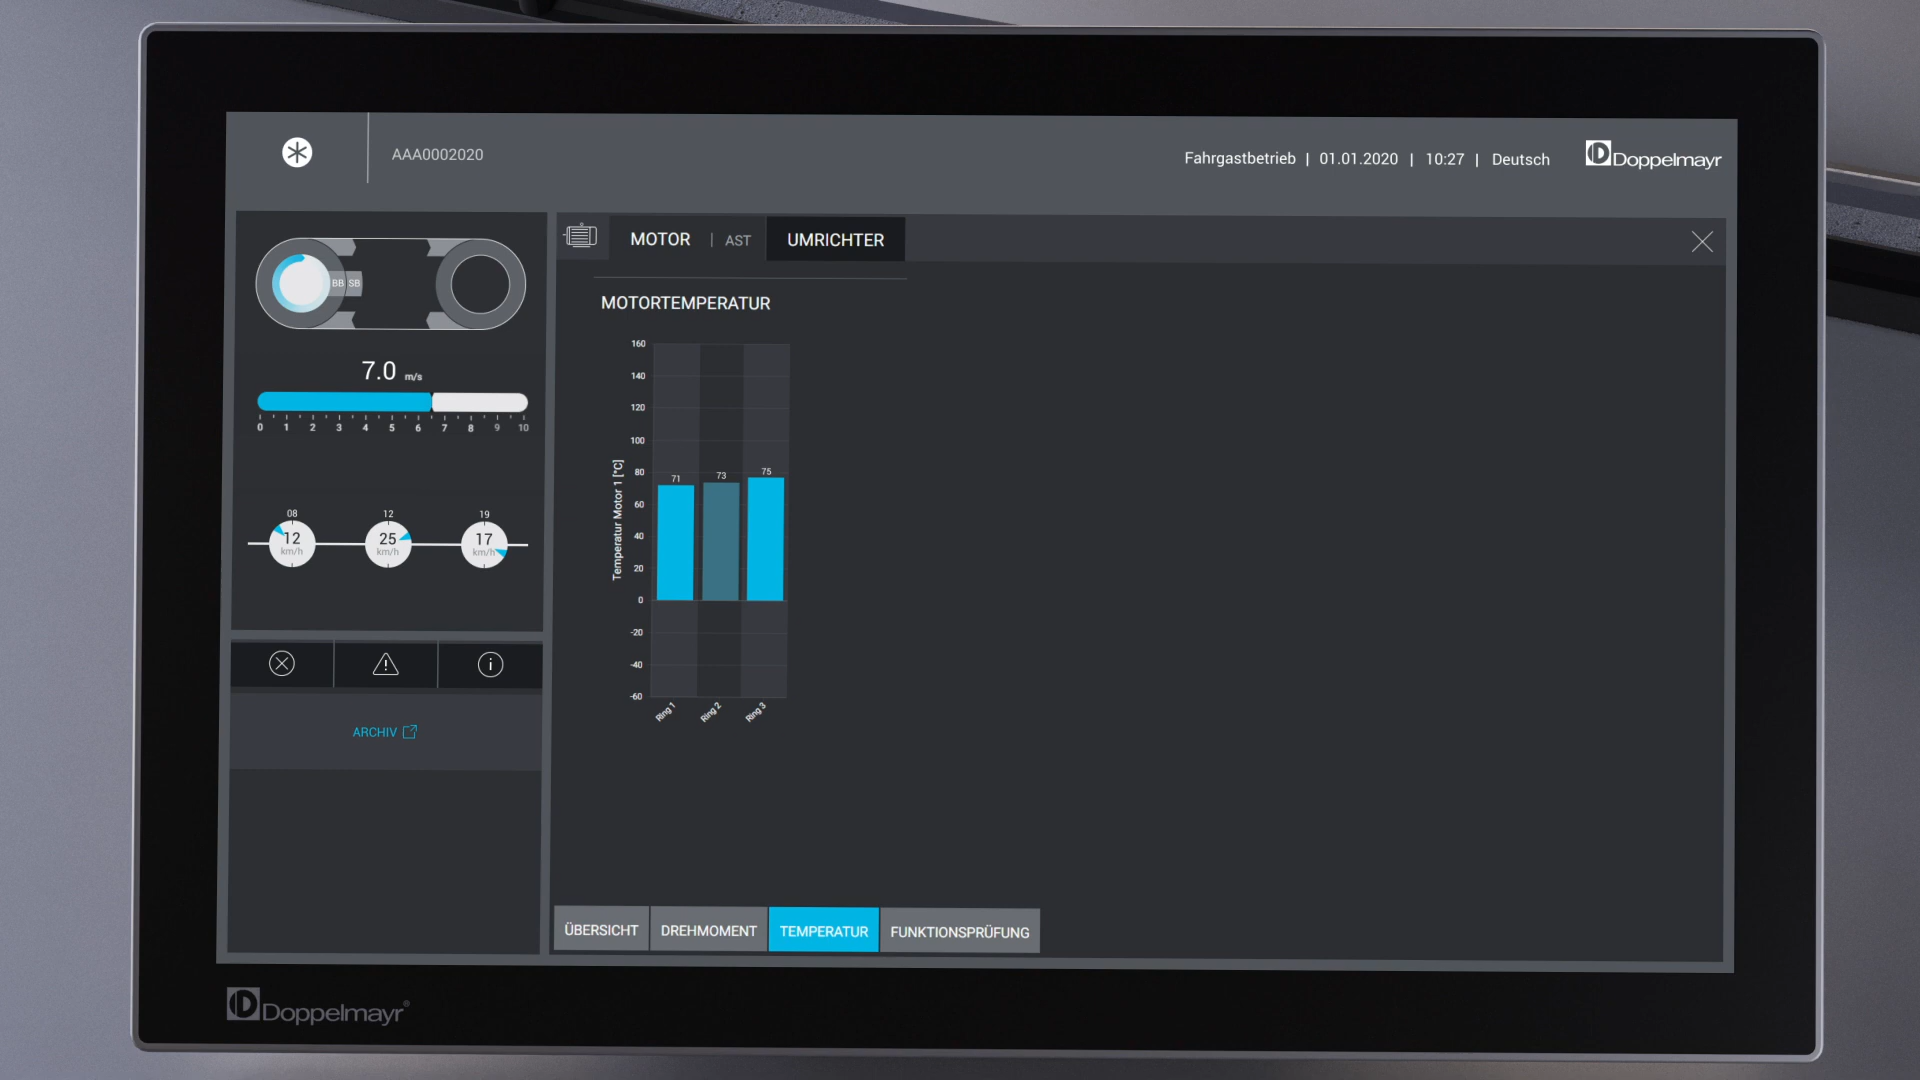 AAA0002020
Fahrgastbetrieb | 01.01.2020 | 10:27 | Deutsch
Doppelmayr
BB SB
7.0 m/s
0 1 2 3 4 5 6 7 8 9 10
08 12 19
12 25 17
km/h km/h km/h
ARCHIV
MOTOR | AST UMRICHTER
MOTORTEMPERATUR
Temperatur Motor 1 [°C]
160
140
120
100
80
60
40
20
0
-20
-40
-60
71 73 75
Ring 1 Ring 2 Ring 3
ÜBERSICHT DREHMOMENT TEMPERATUR FUNKTIONSPRÜFUNG
Doppelmayr®